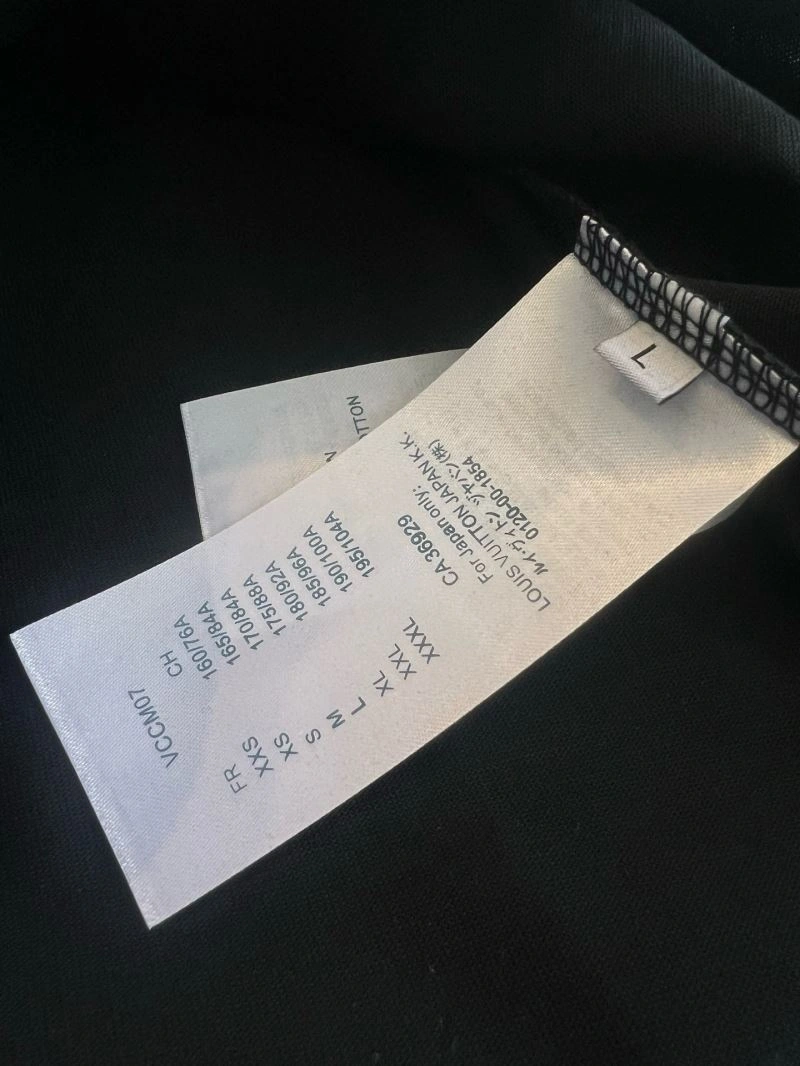 VCCM07
FR CH
XXS 160/76A
XS 165/84A
S 170/84A
M 175/88A
L 180/92A
XL 185/96A
XXL 190/100A
XXXL 195/104A
CA 36929
For Japan only:
LOUIS VUITTON JAPAN K.K.
ルイ・ヴィトン ジャパン(株)
0120-00-1854
L